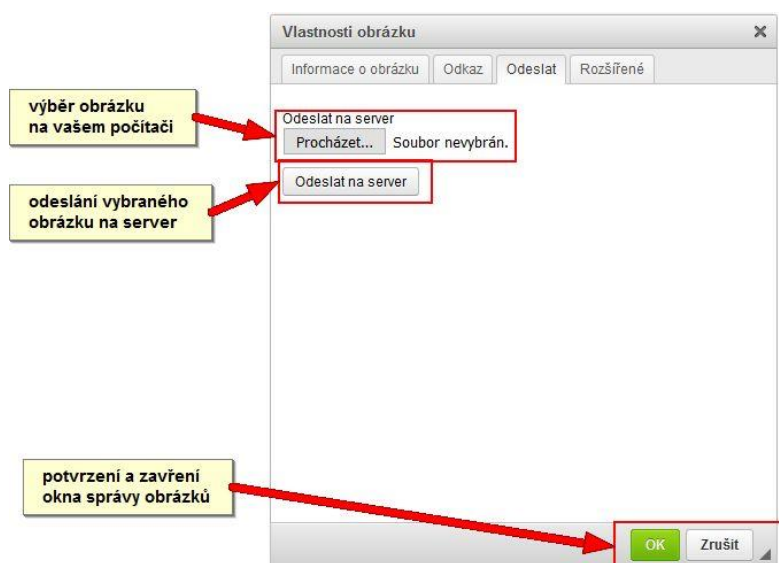 Vlastnosti obrázku
Informace o obrázku
Odkaz
Odeslat
Rozšířené
výběr obrázku
na vašem počítači
Odeslat na server
Procházet... Soubor nevybrán.
Odeslat na server
odeslání vybraného
obrázku na server
potvrzení a zavření
okna správy obrázků
OK
Zrušit